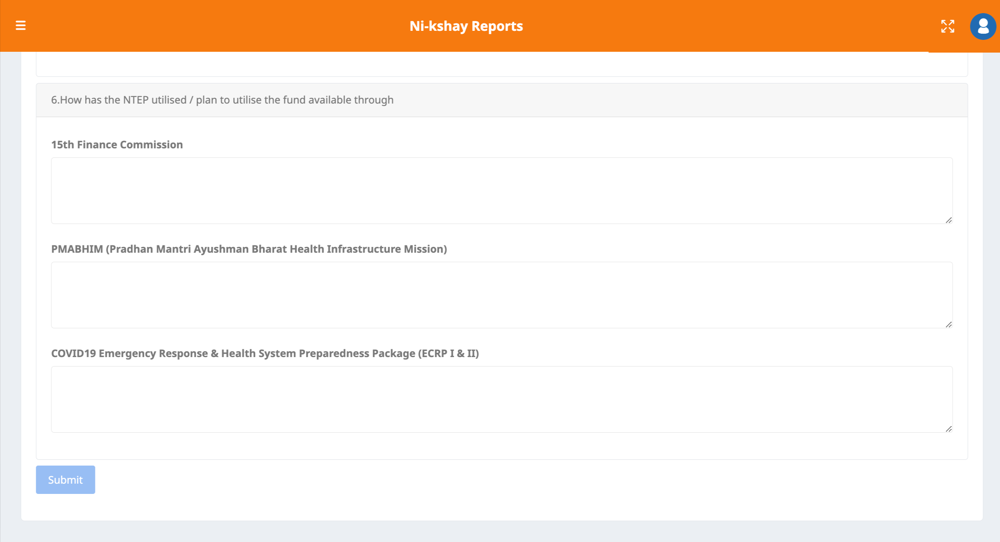 Ni-kshay Reports
6.How has the NTEP utilised / plan to utilise the fund available through
15th Finance Commission
PMABHIM (Pradhan Mantri Ayushman Bharat Health Infrastructure Mission)
COVID19 Emergency Response & Health System Preparedness Package (ECRP I & II)
Submit